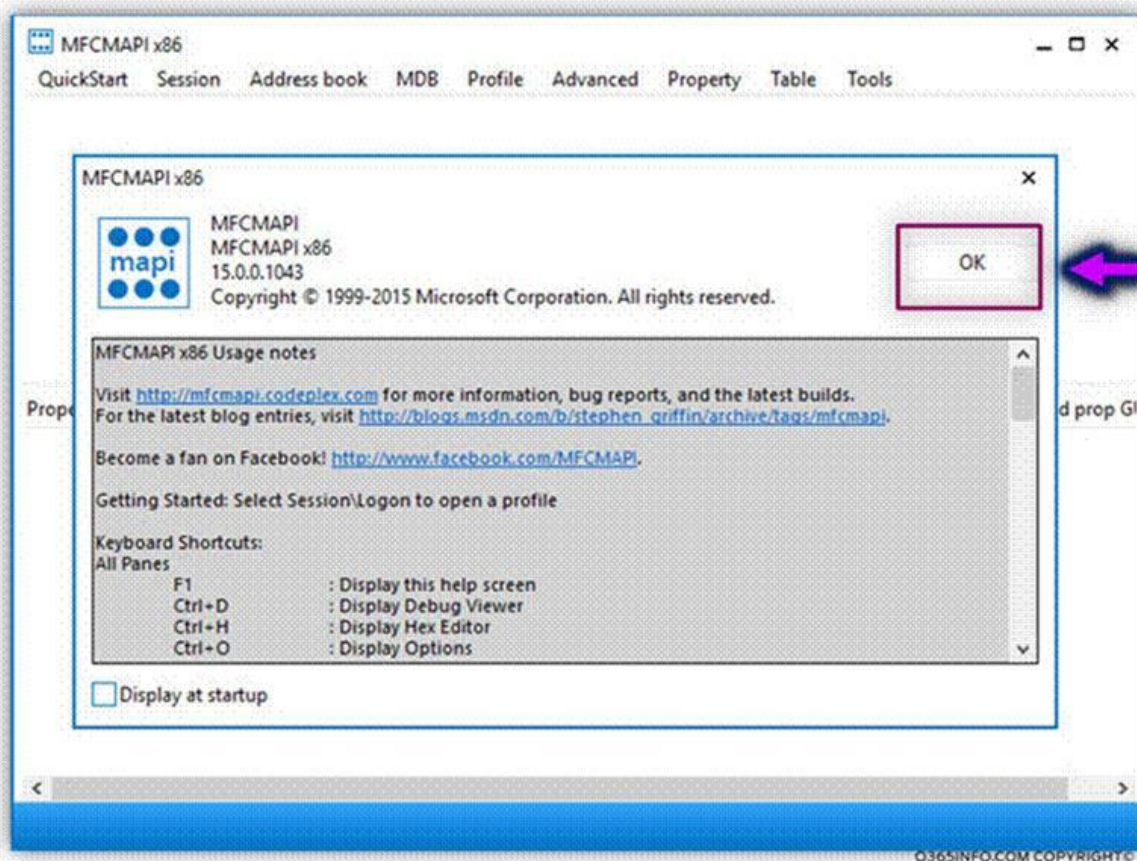 MFCMAPI x86
QuickStart Session Address book MDB Profile Advanced Property Table Tools
MFCMAPI x86
mapi
MFCMAPI
MFCMAPI x86
15.0.0.1043
Copyright © 1999-2015 Microsoft Corporation. All rights reserved.
OK
MFCMAPI x86 Usage notes
Visit http://mfcmapi.codeplex.com for more information, bug reports, and the latest builds.
For the latest blog entries, visit http://blogs.msdn.com/b/stephen_griffin/archive/tags/mfcmapi.
Become a fan on Facebook! http://www.facebook.com/MFCMAPI.
Getting Started: Select Session\Logon to open a profile
Keyboard Shortcuts:
All Panes
F1 : Display this help screen
Ctrl+D : Display Debug Viewer
Ctrl+H : Display Hex Editor
Ctrl+O : Display Options
Display at startup
Prope
d prop GU
O365INFO.COM COPYRIGHT©